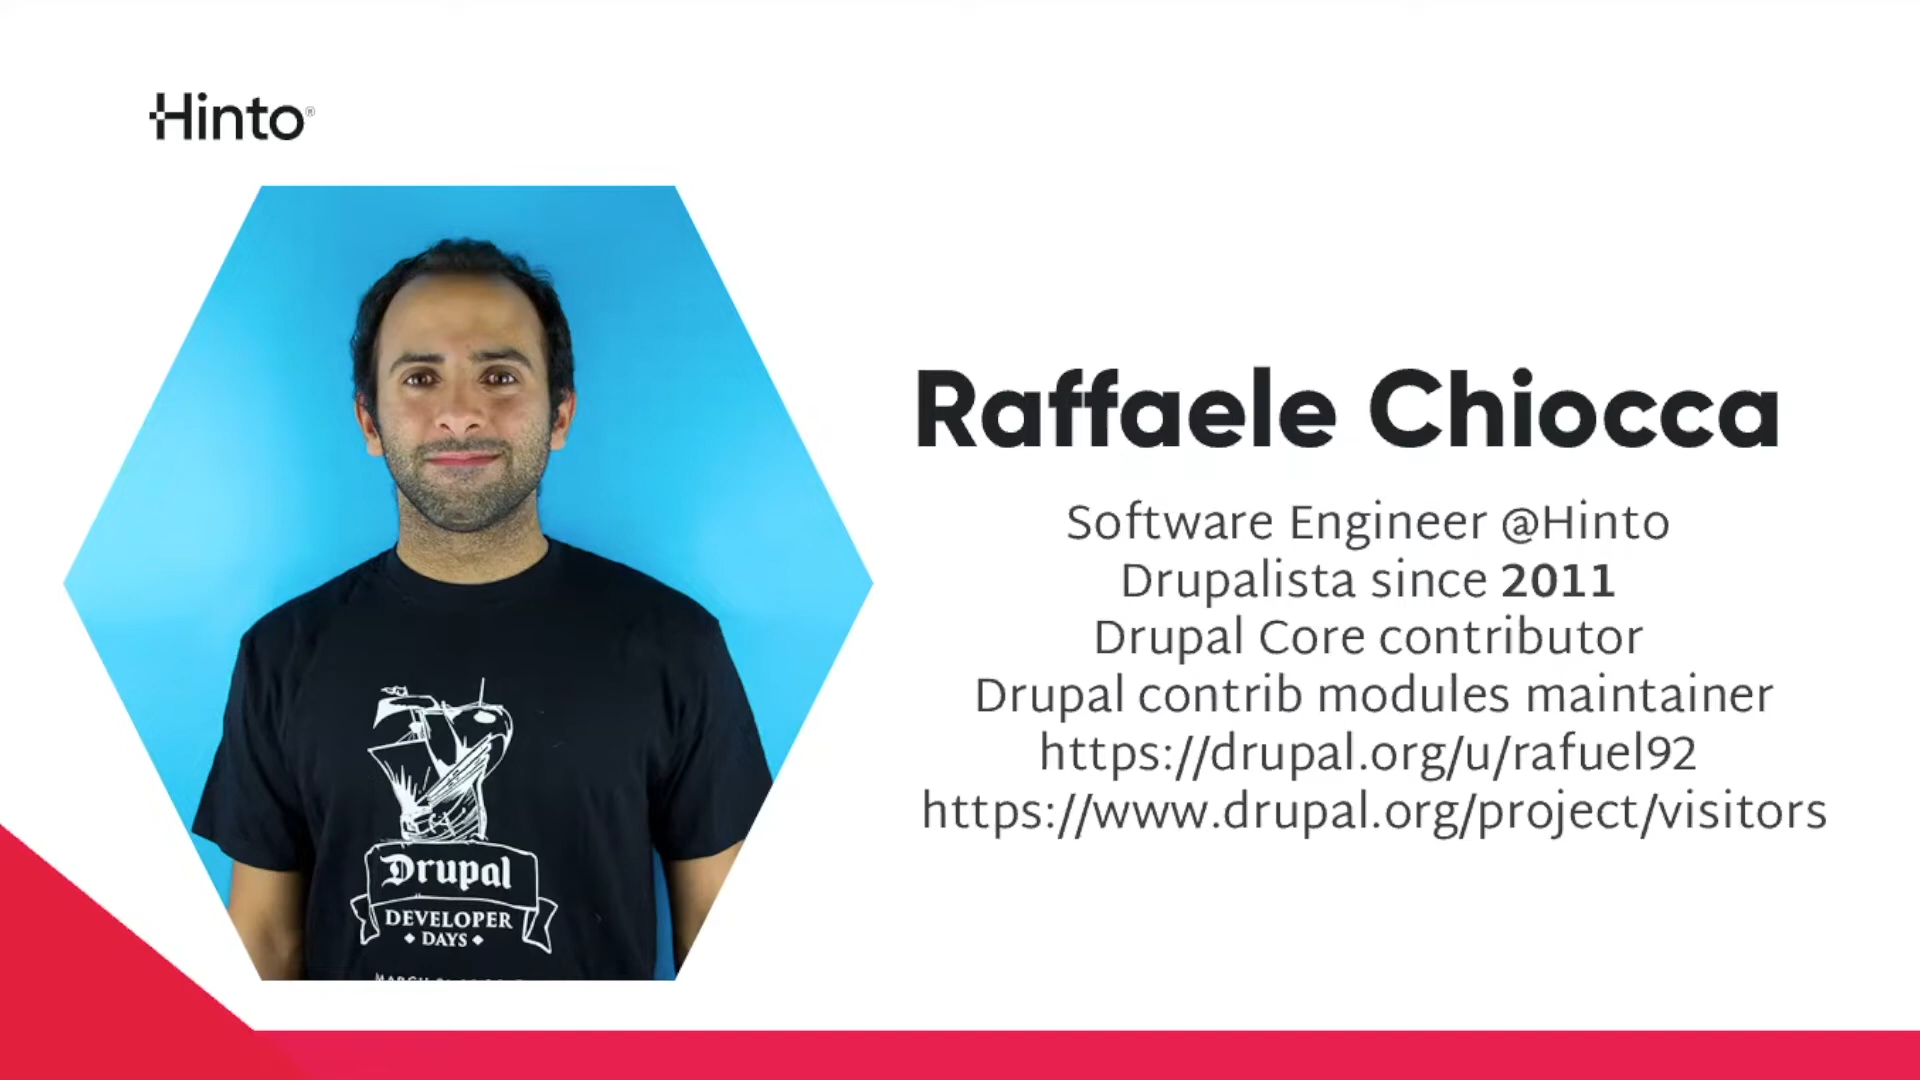 Hinto®
Raffaele Chiocca
Software Engineer @Hinto
Drupalista since 2011
Drupal Core contributor
Drupal contrib modules maintainer
https://drupal.org/u/rafuel92
https://www.drupal.org/project/visitors
Drupal
DEVELOPER
DAYS